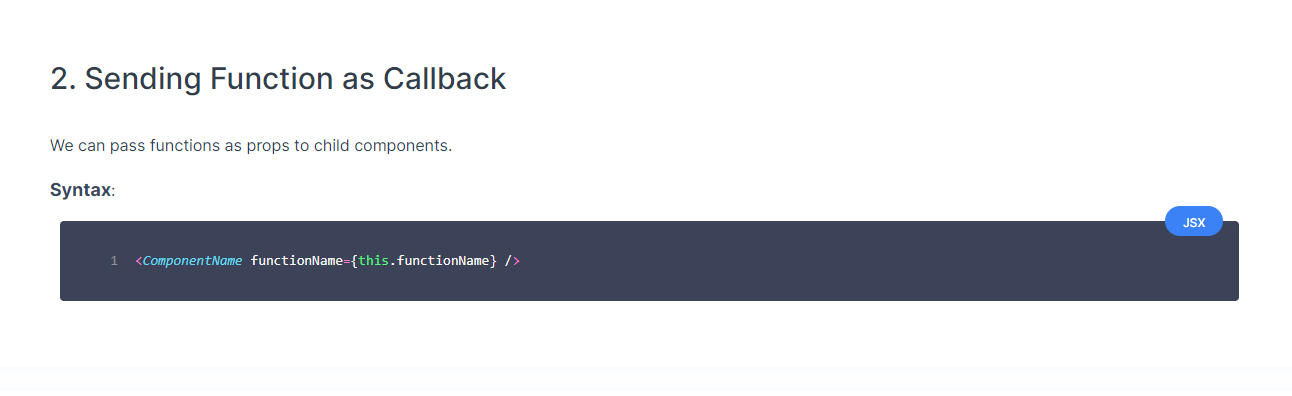 2. Sending Function as Callback
We can pass functions as props to child components.
Syntax:
JSX
1 <ComponentName functionName={this.functionName} />